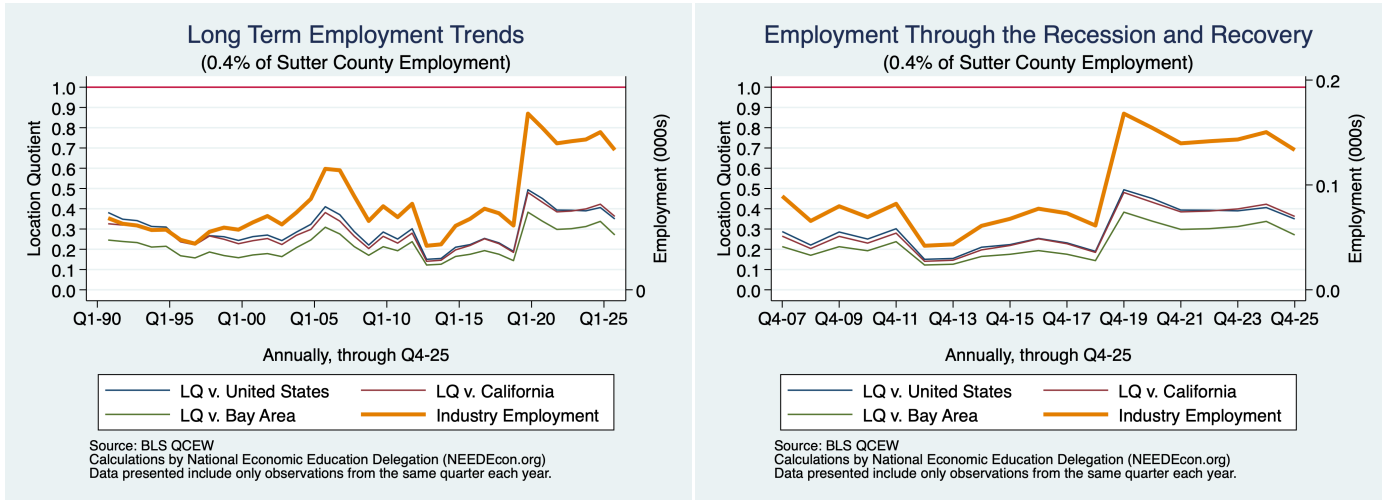 Long Term Employment Trends
(0.4% of Sutter County Employment)
Location Quotient
1.0
0.9
0.8
0.7
0.6
0.5
0.4
0.3
0.2
0.1
0.0
Employment (000s)
0
Q1-90 Q1-95 Q1-00 Q1-05 Q1-10 Q1-15 Q1-20 Q1-25
Annually, through Q4-25
LQ v. United States LQ v. California
LQ v. Bay Area Industry Employment
Source: BLS QCEW
Calculations by National Economic Education Delegation (NEEDEcon.org)
Data presented include only observations from the same quarter each year.
Employment Through the Recession and Recovery
(0.4% of Sutter County Employment)
Location Quotient
1.0
0.9
0.8
0.7
0.6
0.5
0.4
0.3
0.2
0.1
0.0
Employment (000s)
0.2
0.1
0.0
Q4-07 Q4-09 Q4-11 Q4-13 Q4-15 Q4-17 Q4-19 Q4-21 Q4-23 Q4-25
Annually, through Q4-25
LQ v. United States LQ v. California
LQ v. Bay Area Industry Employment
Source: BLS QCEW
Calculations by National Economic Education Delegation (NEEDEcon.org)
Data presented include only observations from the same quarter each year.